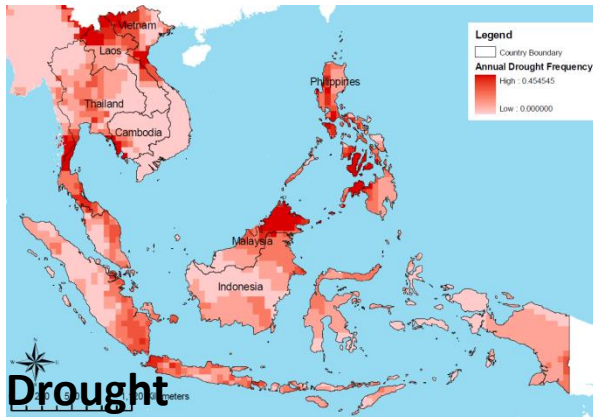 Vietnam
Laos
Thailand
Cambodia
Philippines
Malaysia
Indonesia
Legend
Country Boundary
Annual Drought Frequency
High : 0.454545
Low : 0.000000
Drought